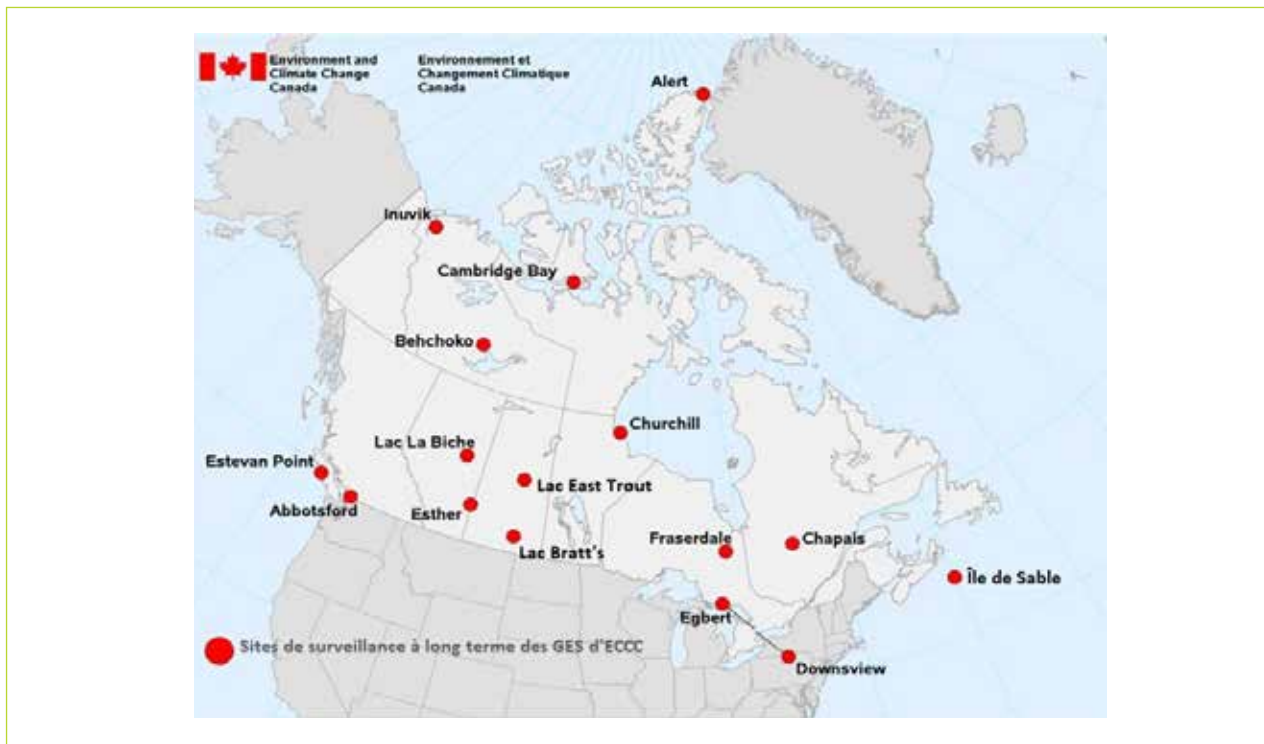 Environment and
Climate Change
Canada
Environnement et
Changement Climatique
Canada
Alert
Inuvik
Cambridge Bay
Behchoko
Churchill
Lac La Biche
Estevan Point
Lac East Trout
Abbotsford
Esther
Lac Bratt's
Fraserdale
Chapais
Île de Sable
Egbert
Sites de surveillance à long terme des GES d'ECCC
Downsview